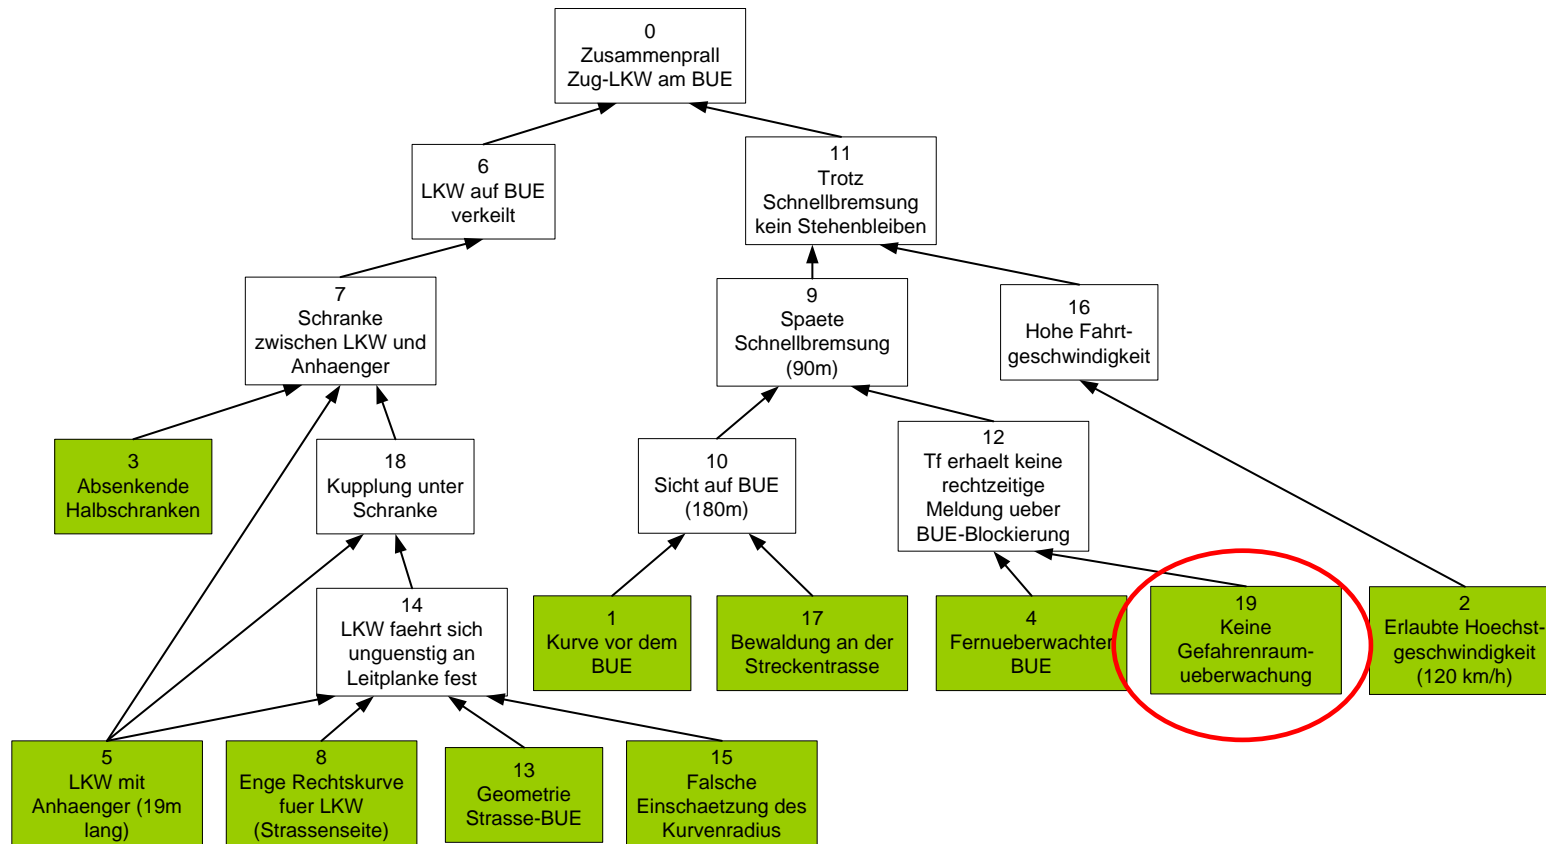 0
Zusammenprall
Zug-LKW am BUE
6
LKW auf BUE
verkeilt
11
Trotz
Schnellbremsung
kein Stehenbleiben
7
Schranke
zwischen LKW und
Anhaenger
9
Spaete
Schnellbremsung
(90m)
16
Hohe Fahrt-
geschwindigkeit
3
Absenkende
Halbschranken
18
Kupplung unter
Schranke
10
Sicht auf BUE
(180m)
12
Tf erhaelt keine
rechtzeitige
Meldung ueber
BUE-Blockierung
14
LKW faehrt sich
unguenstig an
Leitplanke fest
1
Kurve vor dem
BUE
17
Bewaldung an der
Streckentrasse
4
Fernueberwachter
BUE
19
Keine
Gefahrenraum-
ueberwachung
2
Erlaubte Hoechst-
geschwindigkeit
(120 km/h)
5
LKW mit
Anhaenger (19m
lang)
8
Enge Rechtskurve
fuer LKW
(Strassenseite)
13
Geometrie
Strasse-BUE
15
Falsche
Einschaetzung des
Kurvenradius